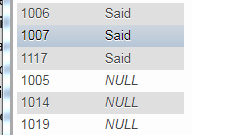 1006 Said
1007 Said
1117 Said
1005 NULL
1014 NULL
1019 NULL